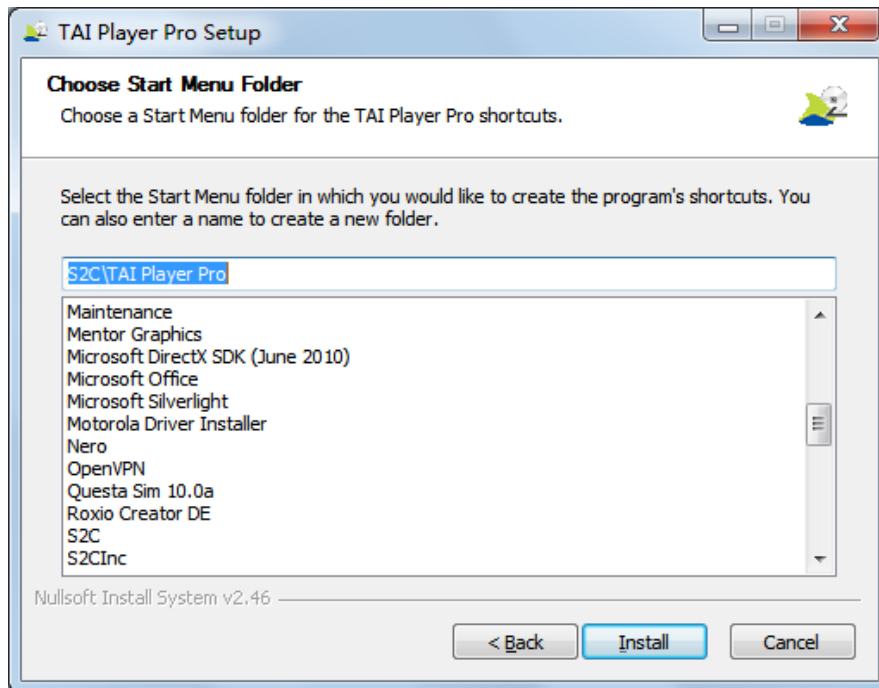 TAI Player Pro Setup
Choose Start Menu Folder
Choose a Start Menu folder for the TAI Player Pro shortcuts.
Select the Start Menu folder in which you would like to create the program's shortcuts. You
can also enter a name to create a new folder.
S2C\TAI Player Pro
Maintenance
Mentor Graphics
Microsoft DirectX SDK (June 2010)
Microsoft Office
Microsoft Silverlight
Motorola Driver Installer
Nero
OpenVPN
Questa Sim 10.0a
Roxio Creator DE
S2C
S2CInc
Nullsoft Install System v2.46
< Back Install Cancel